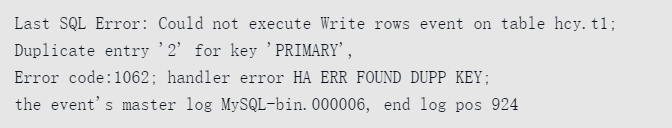 Last SQL Error: Could not execute Write rows event on table hcy.t1;
Duplicate entry ’2’ for key ’PRIMARY’,
Error code:1062; handler error HA ERR FOUND DUPP KEY;
the event’s master log MySQL-bin.000006, end log pos 924